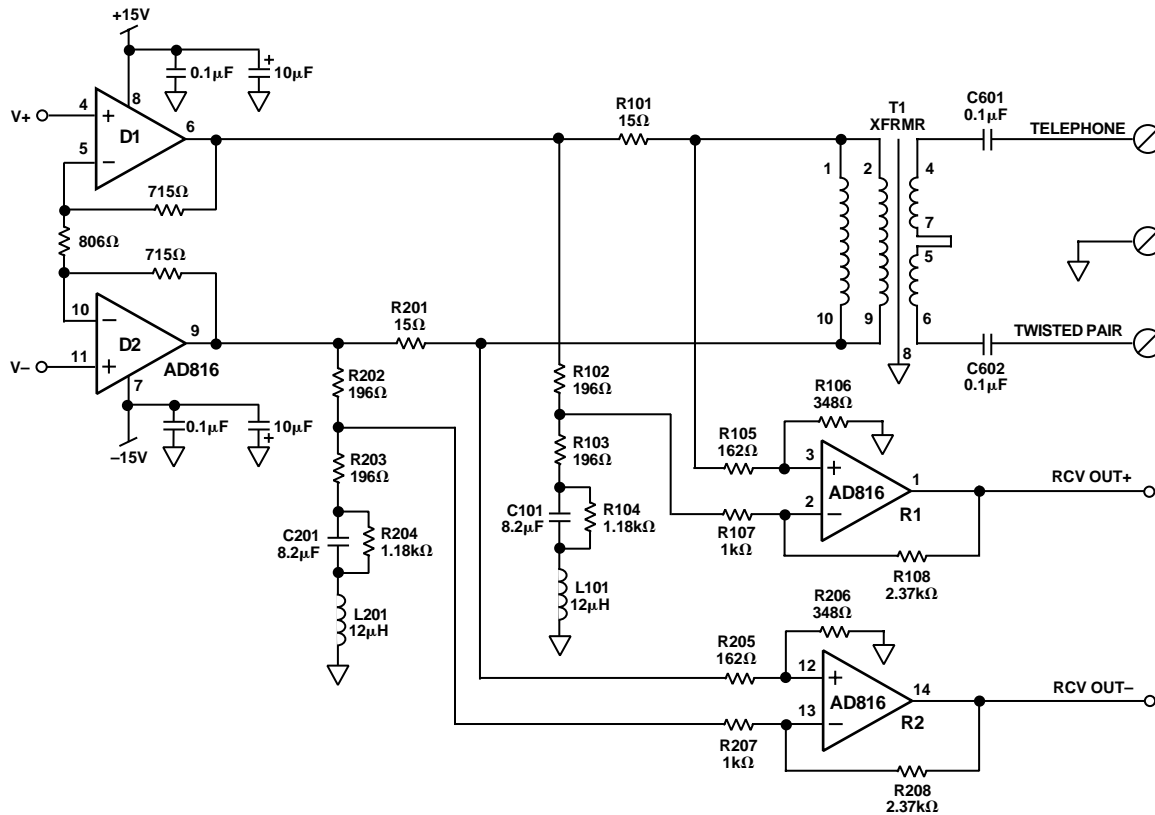 +15V
0.1μF
+
10μF
V+
4
+
D1
8
6
5
−
715Ω
806Ω
715Ω
10
−
D2
9
11
+
V−
7
AD816
0.1μF
10μF
+
−15V
R101
15Ω
R201
15Ω
T1
XFRMR
1
2
4
7
5
10
9
6
8
C601
0.1μF
TELEPHONE
TWISTED PAIR
C602
0.1μF
R202
196Ω
R203
196Ω
C201
8.2μF
R204
1.18kΩ
L201
12μH
R102
196Ω
R103
196Ω
C101
8.2μF
R104
1.18kΩ
L101
12μH
R106
348Ω
R105
162Ω
3
+
AD816
1
2
−
R1
RCV OUT+
R107
1kΩ
R108
2.37kΩ
R206
348Ω
R205
162Ω
12
+
AD816
14
13
−
R2
RCV OUT−
R207
1kΩ
R208
2.37kΩ